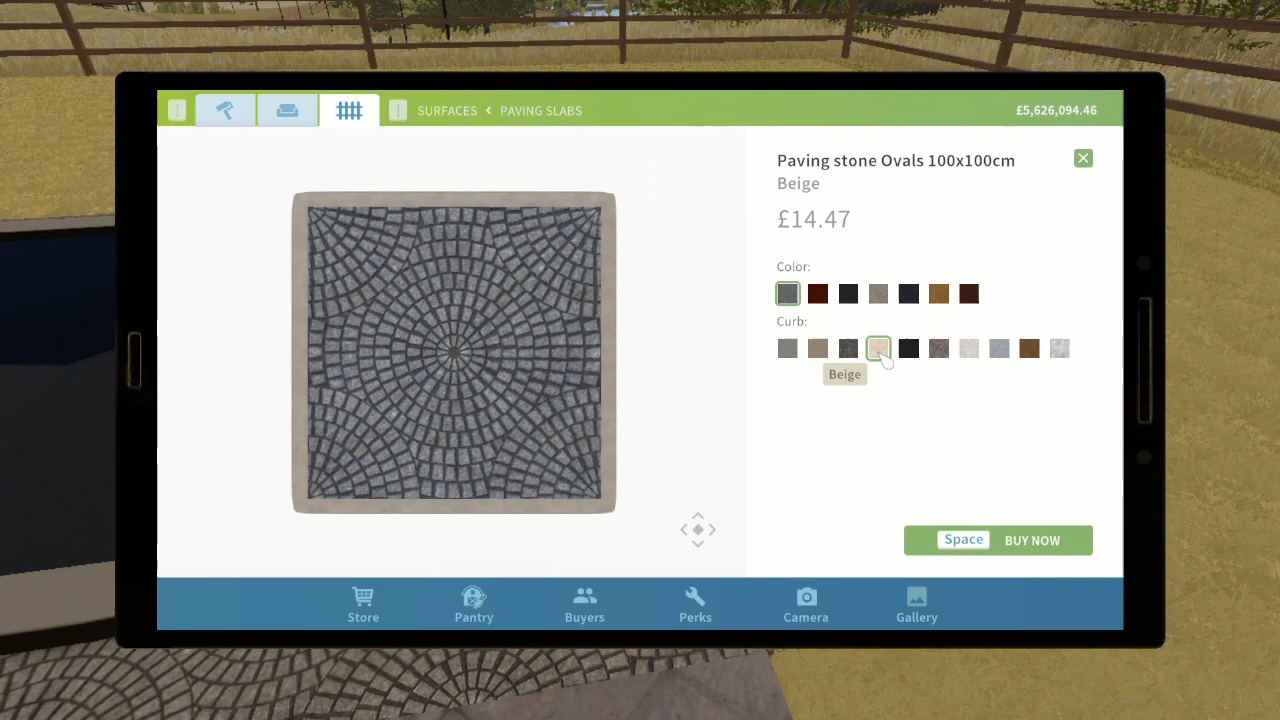 SURFACES < PAVING SLABS
£5,626,094.46
Paving stone Ovals 100x100cm
Beige
£14.47
Color:
Curb:
Beige
Space BUY NOW
Store Pantry Buyers Perks Camera Gallery